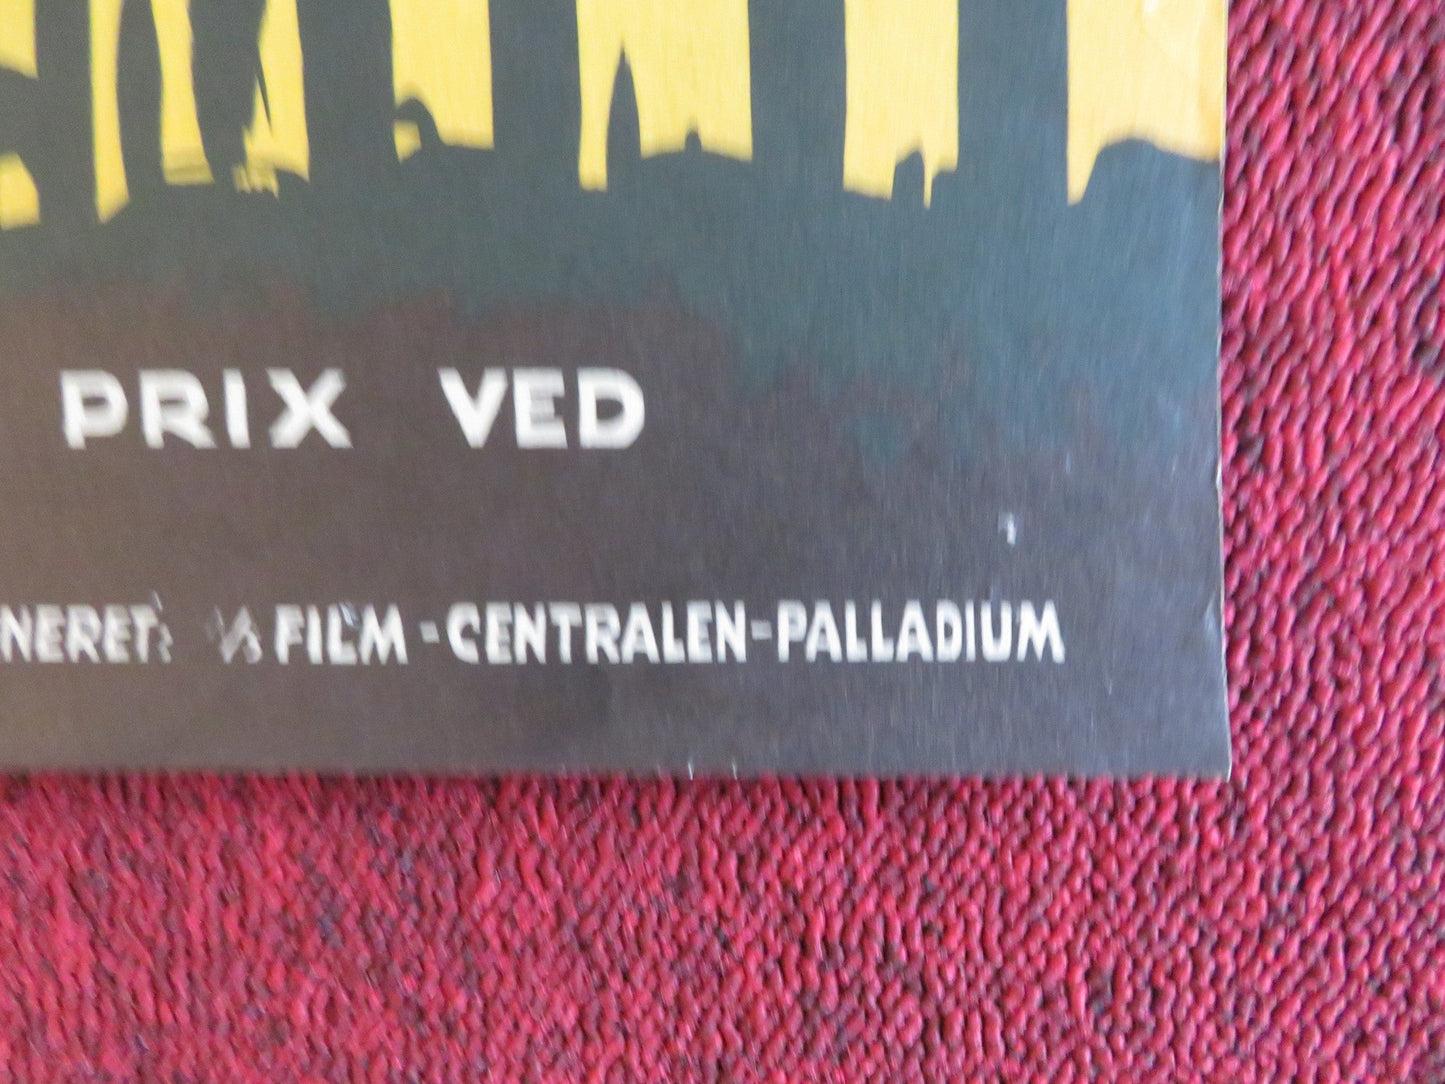 PRIX VED
NERET: A/S FILM-CENTRALEN-PALLADIUM